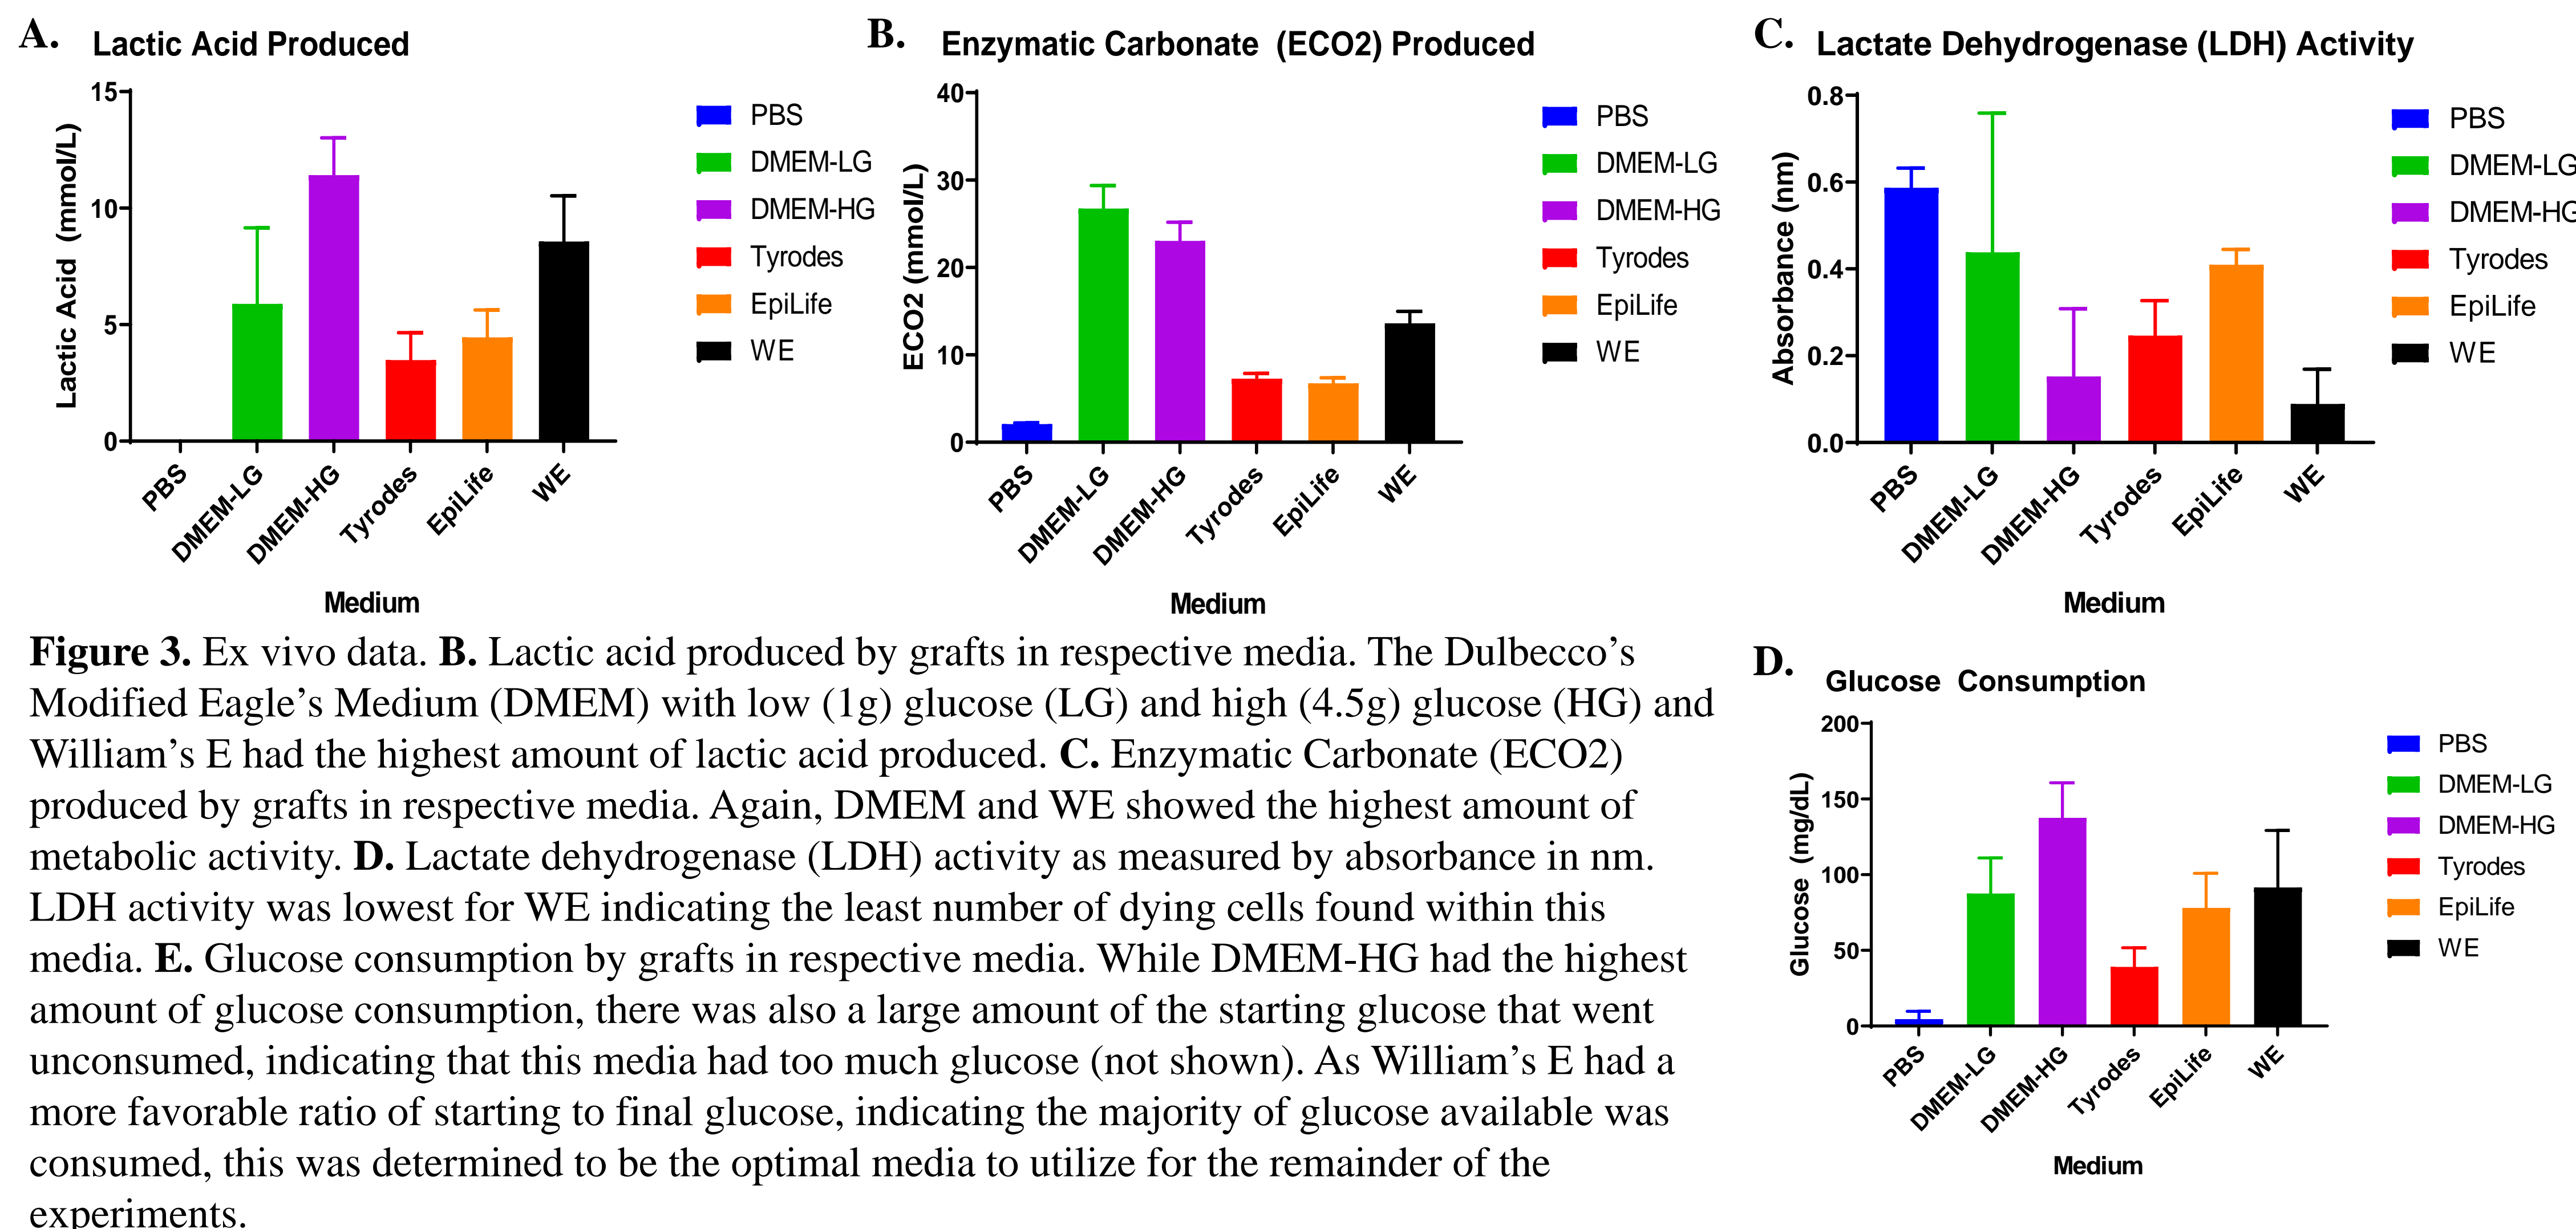 A. Lactic Acid Produced
15
10
5
0
Lactic Acid (mmol/L)
PBS
DMEM-LG
DMEM-HG
Tyrodes
EpiLife
WE
Medium
PBS
DMEM-LG
DMEM-HG
Tyrodes
EpiLife
WE
B. Enzymatic Carbonate (ECO2) Produced
40
30
20
10
0
ECO2 (mmol/L)
PBS
DMEM-LG
DMEM-HG
Tyrodes
EpiLife
WE
Medium
PBS
DMEM-LG
DMEM-HG
Tyrodes
EpiLife
WE
C. Lactate Dehydrogenase (LDH) Activity
0.8
0.6
0.4
0.2
0.0
Absorbance (nm)
PBS
DMEM-LG
DMEM-HG
Tyrodes
EpiLife
WE
Medium
PBS
DMEM-LG
DMEM-HG
Tyrodes
EpiLife
WE
Figure 3. Ex vivo data. B. Lactic acid produced by grafts in respective media. The Dulbecco's
Modified Eagle's Medium (DMEM) with low (1g) glucose (LG) and high (4.5g) glucose (HG) and
William's E had the highest amount of lactic acid produced. C. Enzymatic Carbonate (ECO2)
produced by grafts in respective media. Again, DMEM and WE showed the highest amount of
metabolic activity. D. Lactate dehydrogenase (LDH) activity as measured by absorbance in nm.
LDH activity was lowest for WE indicating the least number of dying cells found within this
media. E. Glucose consumption by grafts in respective media. While DMEM-HG had the highest
amount of glucose consumption, there was also a large amount of the starting glucose that went
unconsumed, indicating that this media had too much glucose (not shown). As William's E had a
more favorable ratio of starting to final glucose, indicating the majority of glucose available was
consumed, this was determined to be the optimal media to utilize for the remainder of the
experiments.
D. Glucose Consumption
200
150
100
50
0
Glucose (mg/dL)
PBS
DMEM-LG
DMEM-HG
Tyrodes
EpiLife
WE
Medium
PBS
DMEM-LG
DMEM-HG
Tyrodes
EpiLife
WE